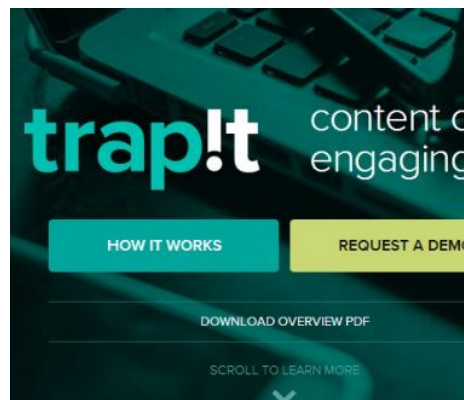 trap!t
content
engaging
HOW IT WORKS
REQUEST A DEMO
DOWNLOAD OVERVIEW PDF
SCROLL TO LEARN MORE